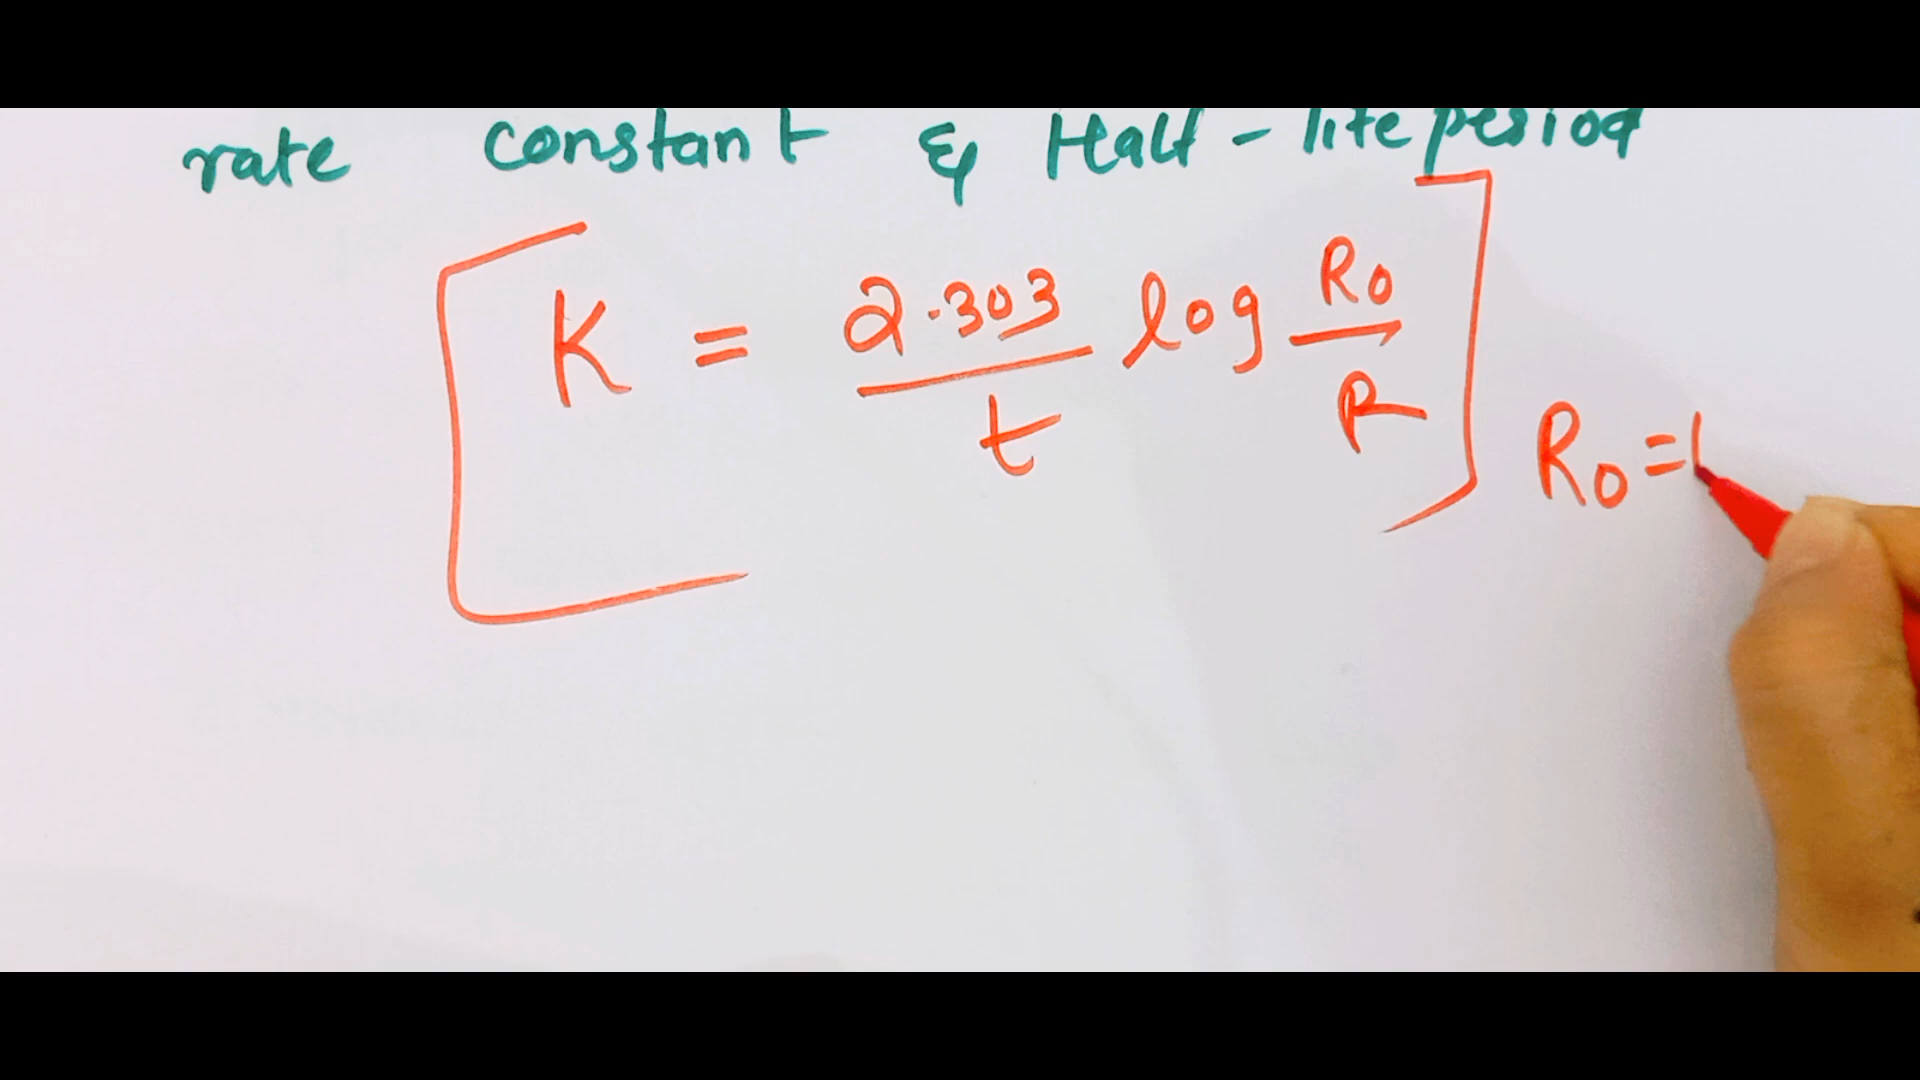 rate constant & Half-life period
K = 2.303/t log R0/R
R0 =